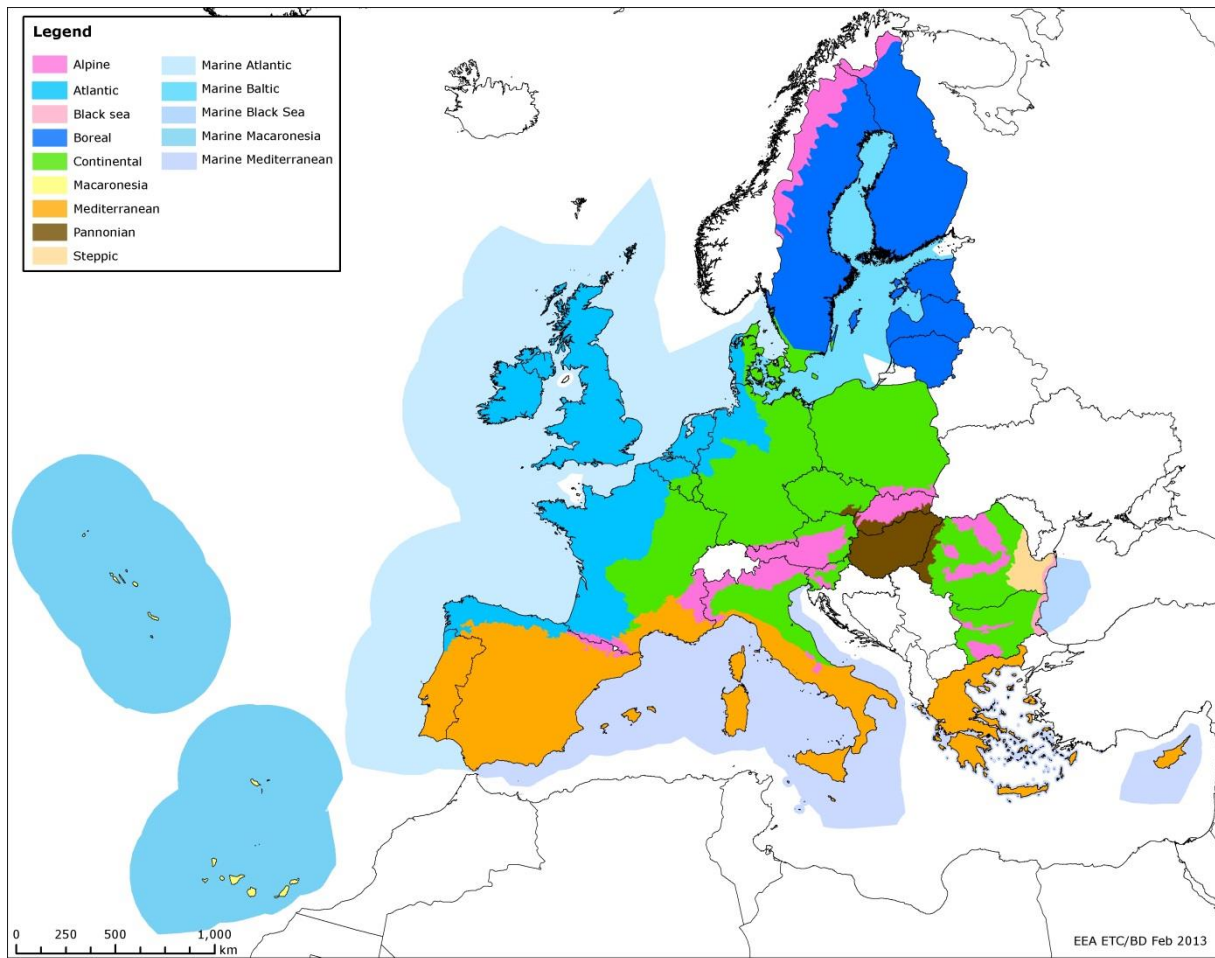 Legend
Alpine
Atlantic
Black sea
Boreal
Continental
Macaronesia
Mediterranean
Pannonian
Steppic
Marine Atlantic
Marine Baltic
Marine Black Sea
Marine Macaronesia
Marine Mediterranean
0 250 500 1,000
km
EEA ETC/BD Feb 2013